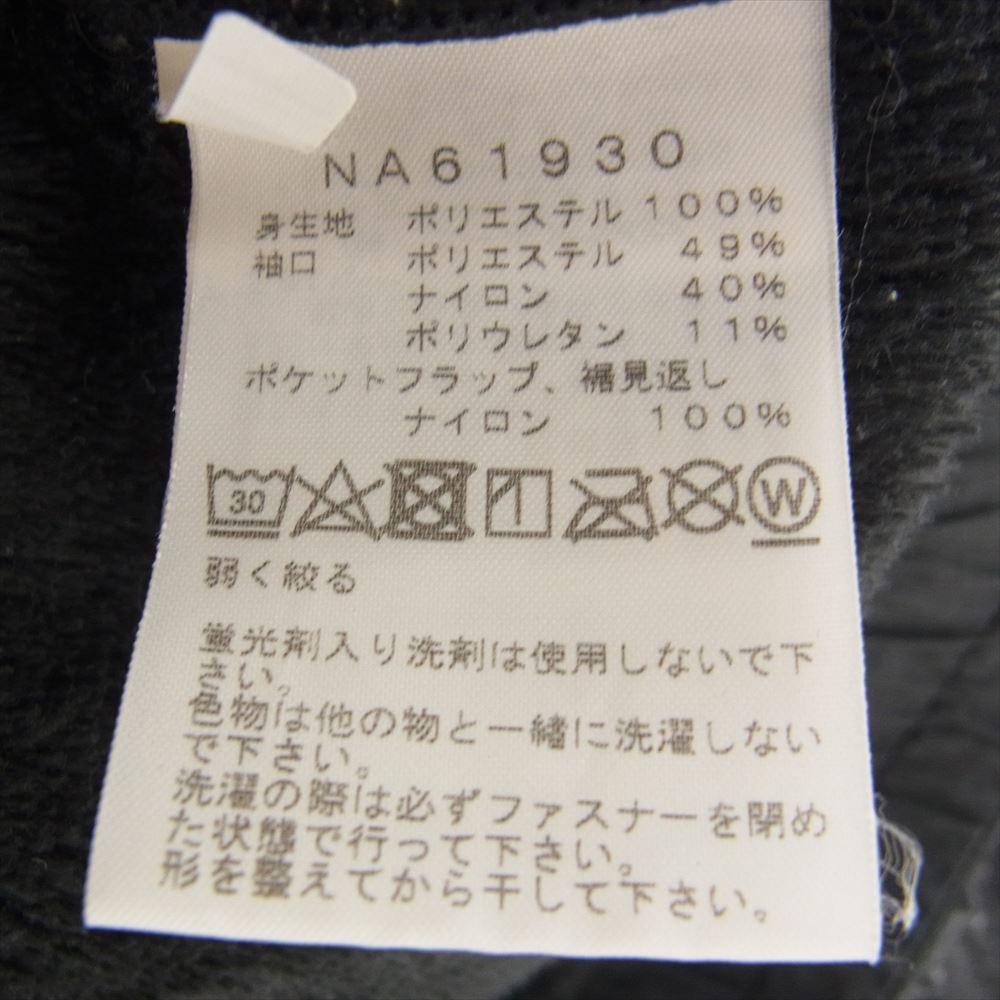 NA61930
身生地 ポリエステル 100%
袖口 ポリエステル 49%
ナイロン 40%
ポリウレタン 11%
ポケットフラップ、裾見返し
ナイロン 100%
30 W
弱く絞る
蛍光剤入り洗剤は使用しないで下
さい。
色物は他の物と一緒に洗濯しない
で下さい。
洗濯の際は必ずファスナーを閉め
た状態で行って下さい。
形を整えてから干して下さい。